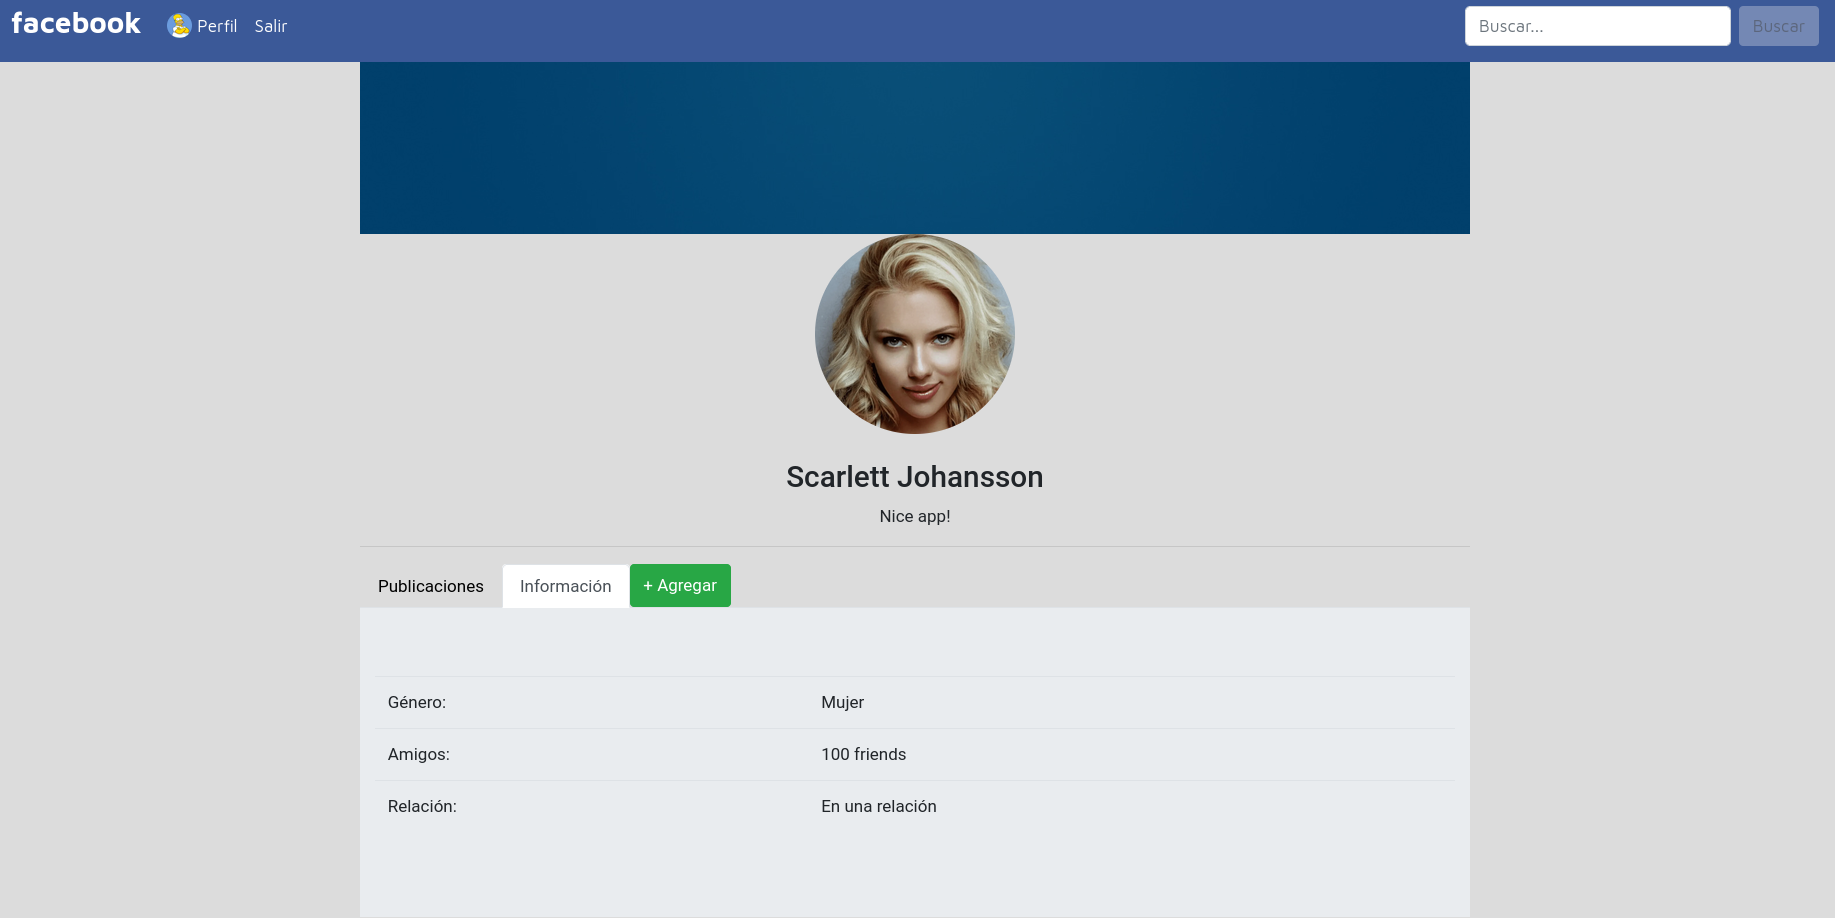 facebook Perfil Salir Buscar... Buscar
Scarlett Johansson
Nice app!
Publicaciones Información + Agregar
Género: Mujer
Amigos: 100 friends
Relación: En una relación